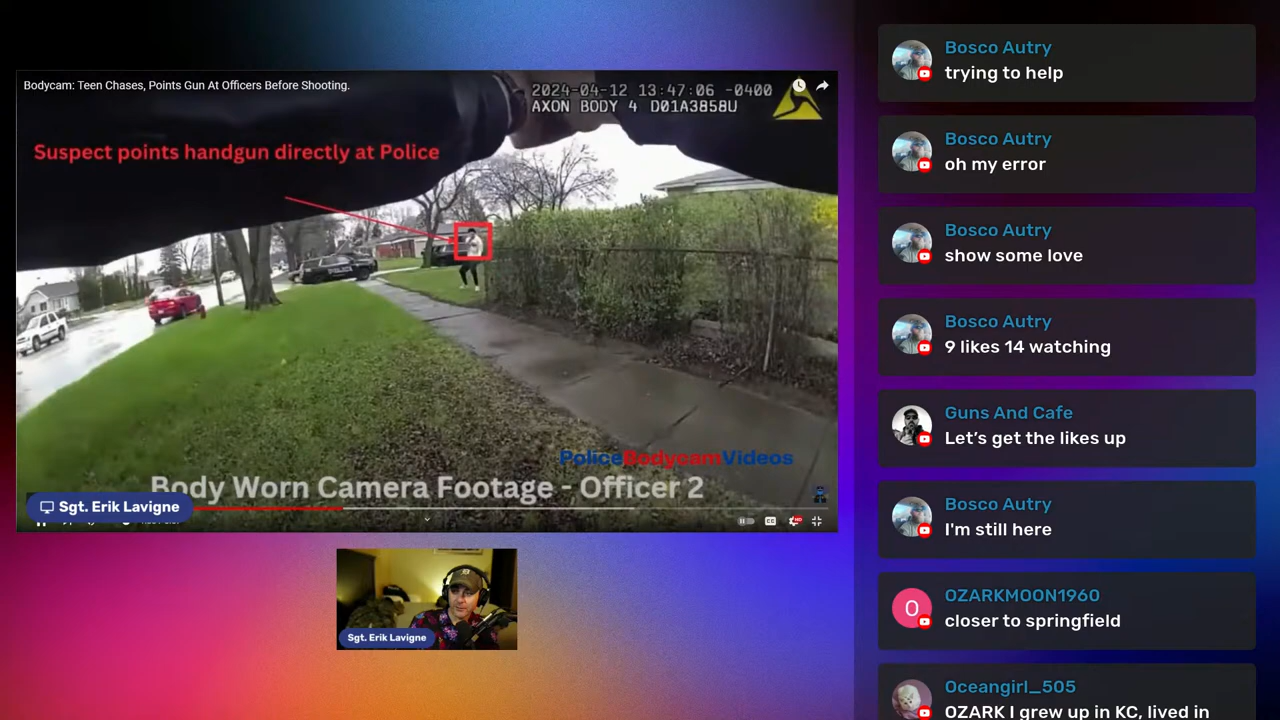 Bodycam: Teen Chases, Points Gun At Officers Before Shooting.
2024-04-12 13:47:06 -0400
AXON BODY 4 D01A3858U
Suspect points handgun directly at Police
POLICE
PoliceBodycamVideos
Body Worn Camera Footage - Officer 2
Sgt. Erik Lavigne
Sgt. Erik Lavigne
Bosco Autry
trying to help
Bosco Autry
oh my error
Bosco Autry
show some love
Bosco Autry
9 likes 14 watching
Guns And Cafe
Let’s get the likes up
Bosco Autry
I'm still here
O
OZARKMOON1960
closer to springfield
Oceangirl_505
OZARK I grew up in KC, lived in